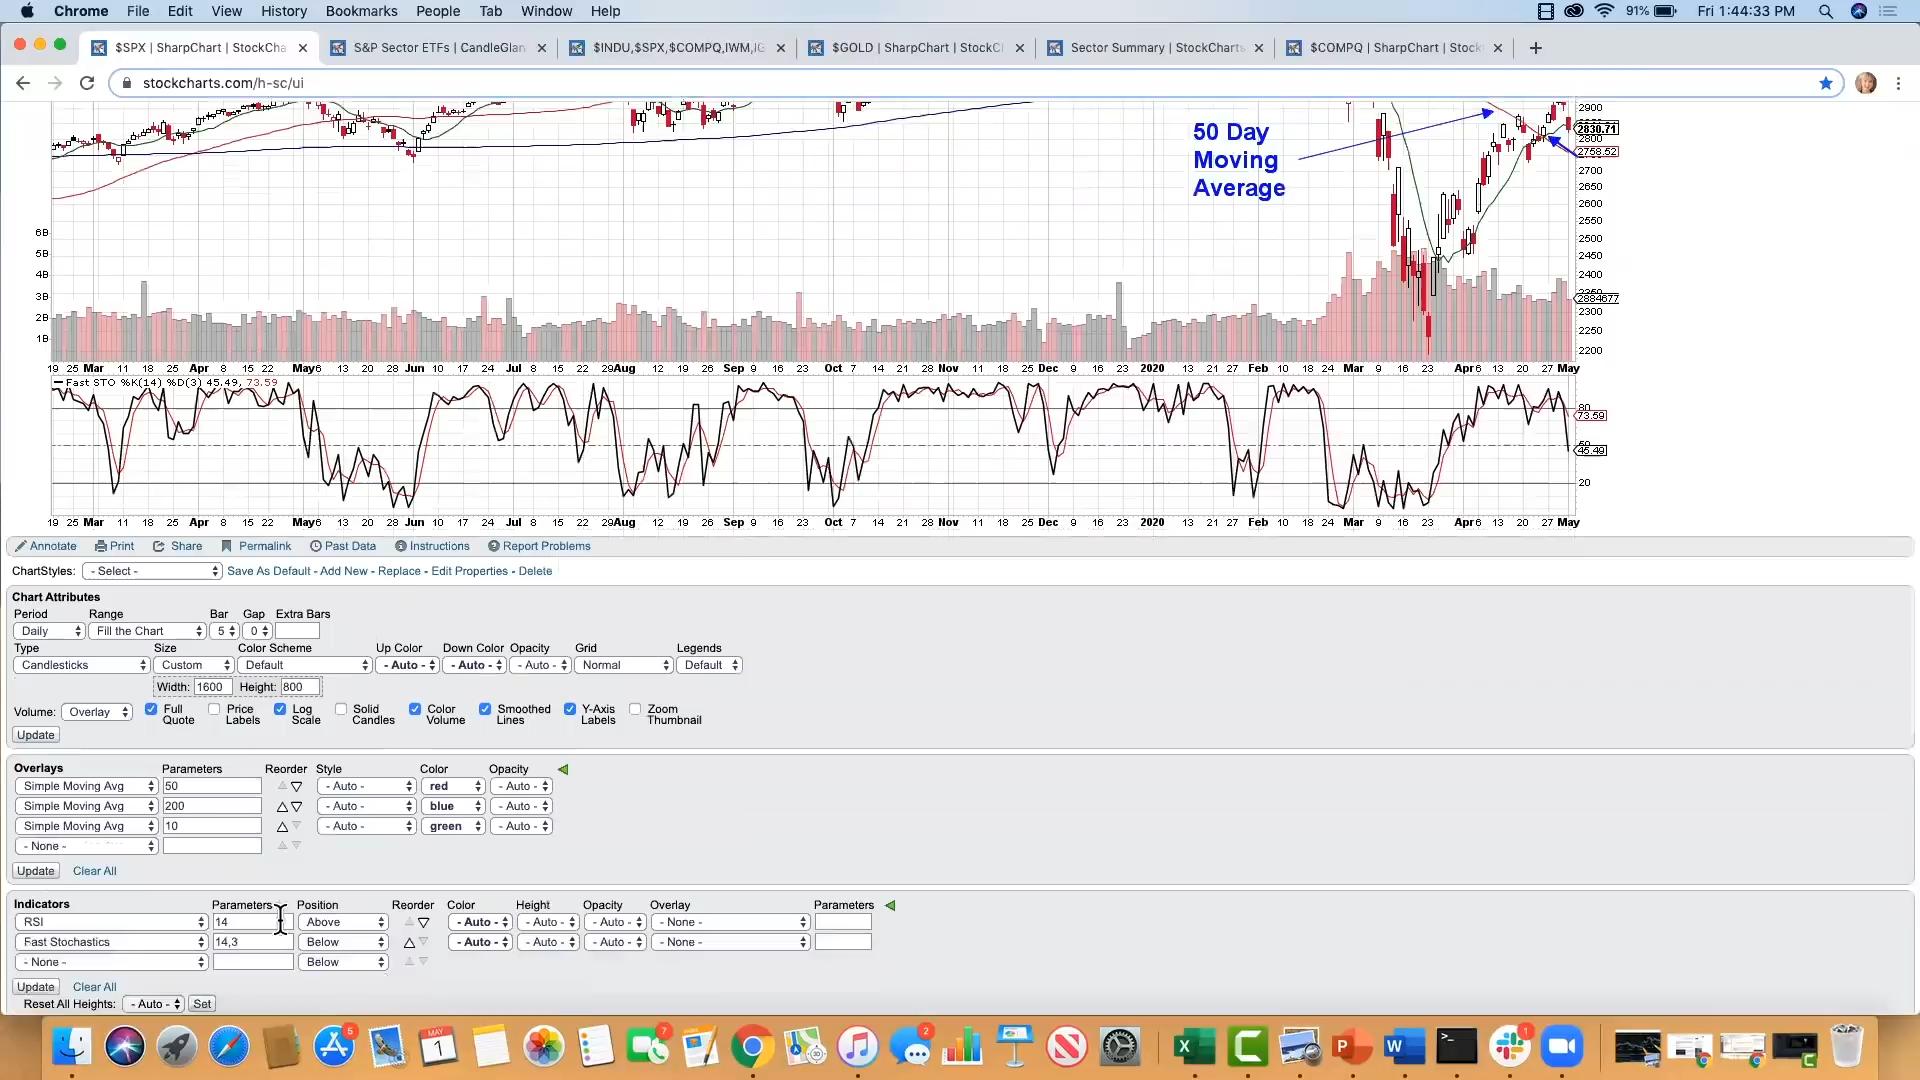 Chrome File Edit View History Bookmarks People Tab Window Help 91% Fri 1:44:33 PM
$SPX | SharpChart | StockCha S&P Sector ETFs | CandleGlan $INDU,$SPX,$COMPQ,IWM,IG $GOLD | SharpChart | StockCl Sector Summary | StockCharts $COMPQ | SharpChart | Stock
stockcharts.com/h-sc/ui
50 Day
Moving
Average
2900
2830.71
2800
2758.52
2700
2650
2600
2550
2500
2450
2400
2884677
2300
2250
2200
6B
5B
4B
3B
2B
1B
19 25 Mar 11 18 25 Apr 8 15 22 May6 13 20 28 Jun 10 17 24 Jul 8 15 22 29Aug 12 19 26 Sep 9 16 23 Oct 7 14 21 28 Nov 11 18 25 Dec 9 16 23 2020 13 21 27 Feb 10 18 24 Mar 9 16 23 Apr6 13 20 27 May
Fast STO %K(14) %D(3) 45.49, 73.59
80
73.59
45.49
20
19 25 Mar 11 18 25 Apr 8 15 22 May6 13 20 28 Jun 10 17 24 Jul 8 15 22 29Aug 12 19 26 Sep 9 16 23 Oct 7 14 21 28 Nov 11 18 25 Dec 9 16 23 2020 13 21 27 Feb 10 18 24 Mar 9 16 23 Apr6 13 20 27 May
Annotate Print Share Permalink Past Data Instructions Report Problems
ChartStyles: - Select - Save As Default - Add New - Replace - Edit Properties - Delete
Chart Attributes
Period Range Bar Gap Extra Bars
Daily Fill the Chart 5 0
Type Size Color Scheme Up Color Down Color Opacity Grid Legends
Candlesticks Custom Default - Auto - - Auto - - Auto - Normal Default
Width: 1600 Height: 800
Volume: Overlay Full Quote Price Labels Log Scale Solid Candles Color Volume Smoothed Lines Y-Axis Labels Zoom Thumbnail
Update
Overlays Parameters Reorder Style Color Opacity
Simple Moving Avg 50 - Auto - red - Auto -
Simple Moving Avg 200 - Auto - blue - Auto -
Simple Moving Avg 10 - Auto - green - Auto -
- None -
Update Clear All
Indicators Parameters Position Reorder Color Height Opacity Overlay Parameters
RSI 14 Above - Auto - - Auto - - Auto - - None -
Fast Stochastics 14,3 Below - Auto - - Auto - - Auto - - None -
- None - Below
Update Clear All
Reset All Heights: - Auto - Set
5 MAY 1 7 2 1